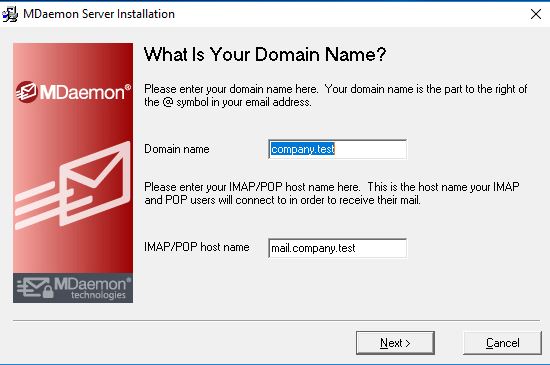 MDaemon Server Installation
What Is Your Domain Name?
MDaemon®
Please enter your domain name here. Your domain name is the part to the right of
the @ symbol in your email address.
Domain name
company.test
Please enter your IMAP/POP host name here. This is the host name your IMAP
and POP users will connect to in order to receive their mail.
IMAP/POP host name
mail.company.test
MDaemon®
technologies
Next >
Cancel